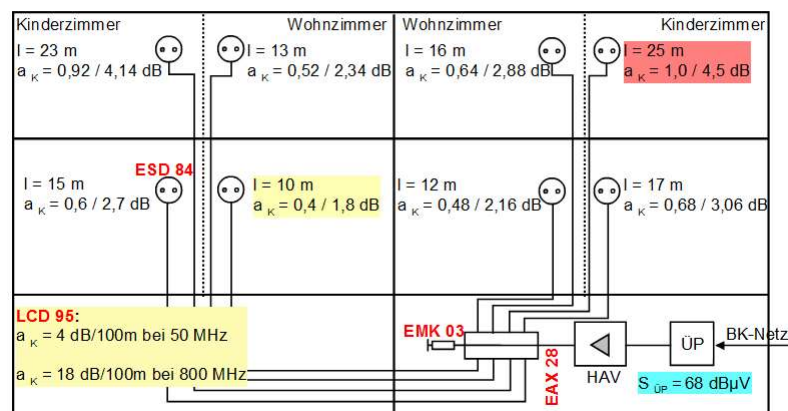 Kinderzimmer
l = 23 m
a K = 0,92 / 4,14 dB
Wohnzimmer
l = 13 m
a K = 0,52 / 2,34 dB
Wohnzimmer
l = 16 m
a K = 0,64 / 2,88 dB
Kinderzimmer
l = 25 m
a K = 1,0 / 4,5 dB
ESD 84
l = 15 m
a K = 0,6 / 2,7 dB
l = 10 m
a K = 0,4 / 1,8 dB
l = 12 m
a K = 0,48 / 2,16 dB
l = 17 m
a K = 0,68 / 3,06 dB
LCD 95:
a K = 4 dB/100m bei 50 MHz
a K = 18 dB/100m bei 800 MHz
EMK 03
EAX 28
HAV
ÜP
BK-Netz
S ÜP = 68 dBµV